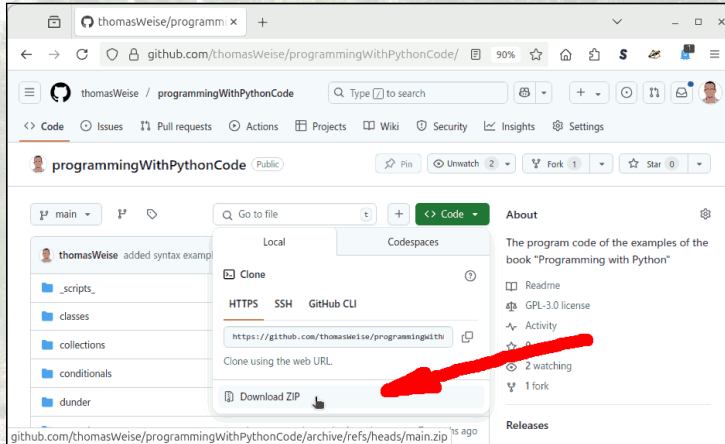 thomasWeise/programmi
github.com/thomasWeise/programmingWithPythonCode/
90%
S
thomasWeise / programmingWithPythonCode
Type / to search
Code
Issues
Pull requests
Actions
Projects
Wiki
Security
Insights
Settings
programmingWithPythonCode Public
Pin
Unwatch 2
Fork 1
Star 0
main
Go to file t
Code
About
Local
Codespaces
The program code of the examples of the
book "Programming with Python"
thomasWeise added syntax exampl
Clone
Readme
_scripts_
HTTPS SSH GitHub CLI
GPL-3.0 license
classes
Activity
https://github.com/thomasWeise/programmingWith
collections
Clone using the web URL.
2 watching
conditionals
1 fork
Download ZIP
dunder
Releases
hs ago
github.com/thomasWeise/programmingWithPythonCode/archive/refs/heads/main.zip